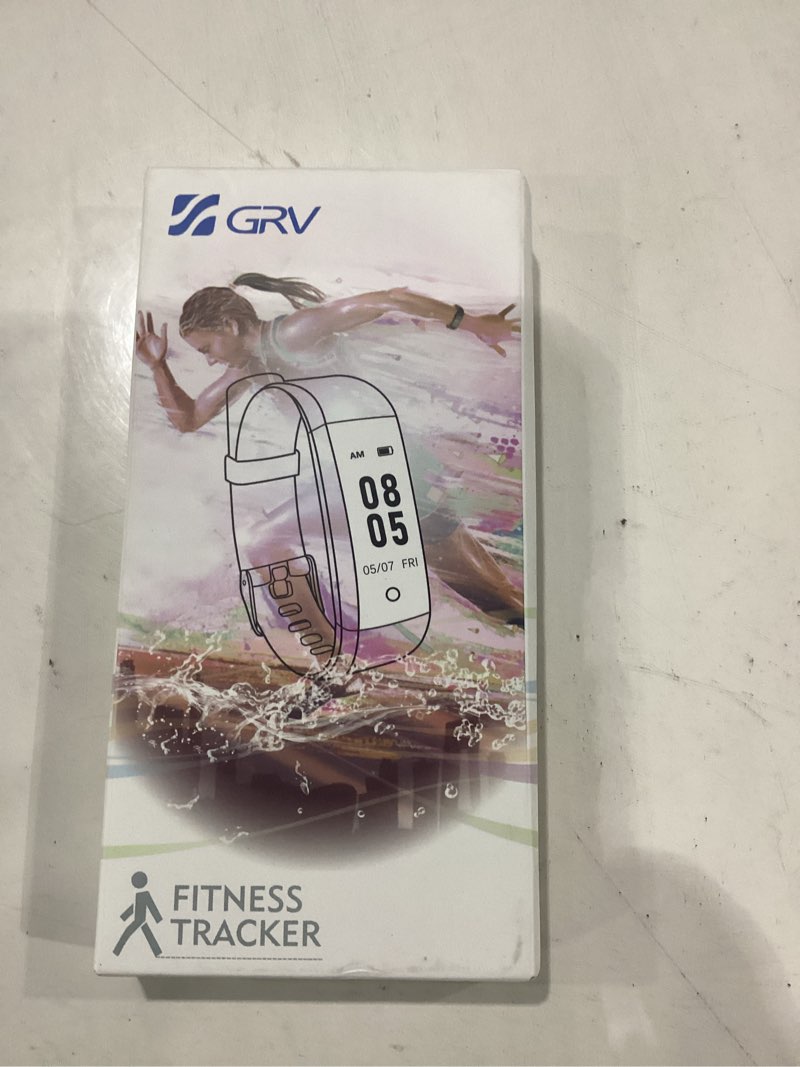 GRV
AM
08
05
05/07 FRI
FITNESS
TRACKER